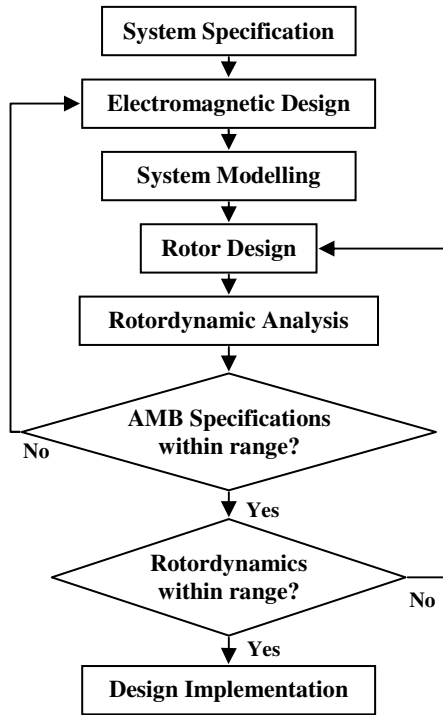 System Specification
Electromagnetic Design
System Modelling
Rotor Design
Rotordynamic Analysis
AMB Specifications
within range?
No
Yes
Rotordynamics
within range?
No
Yes
Design Implementation